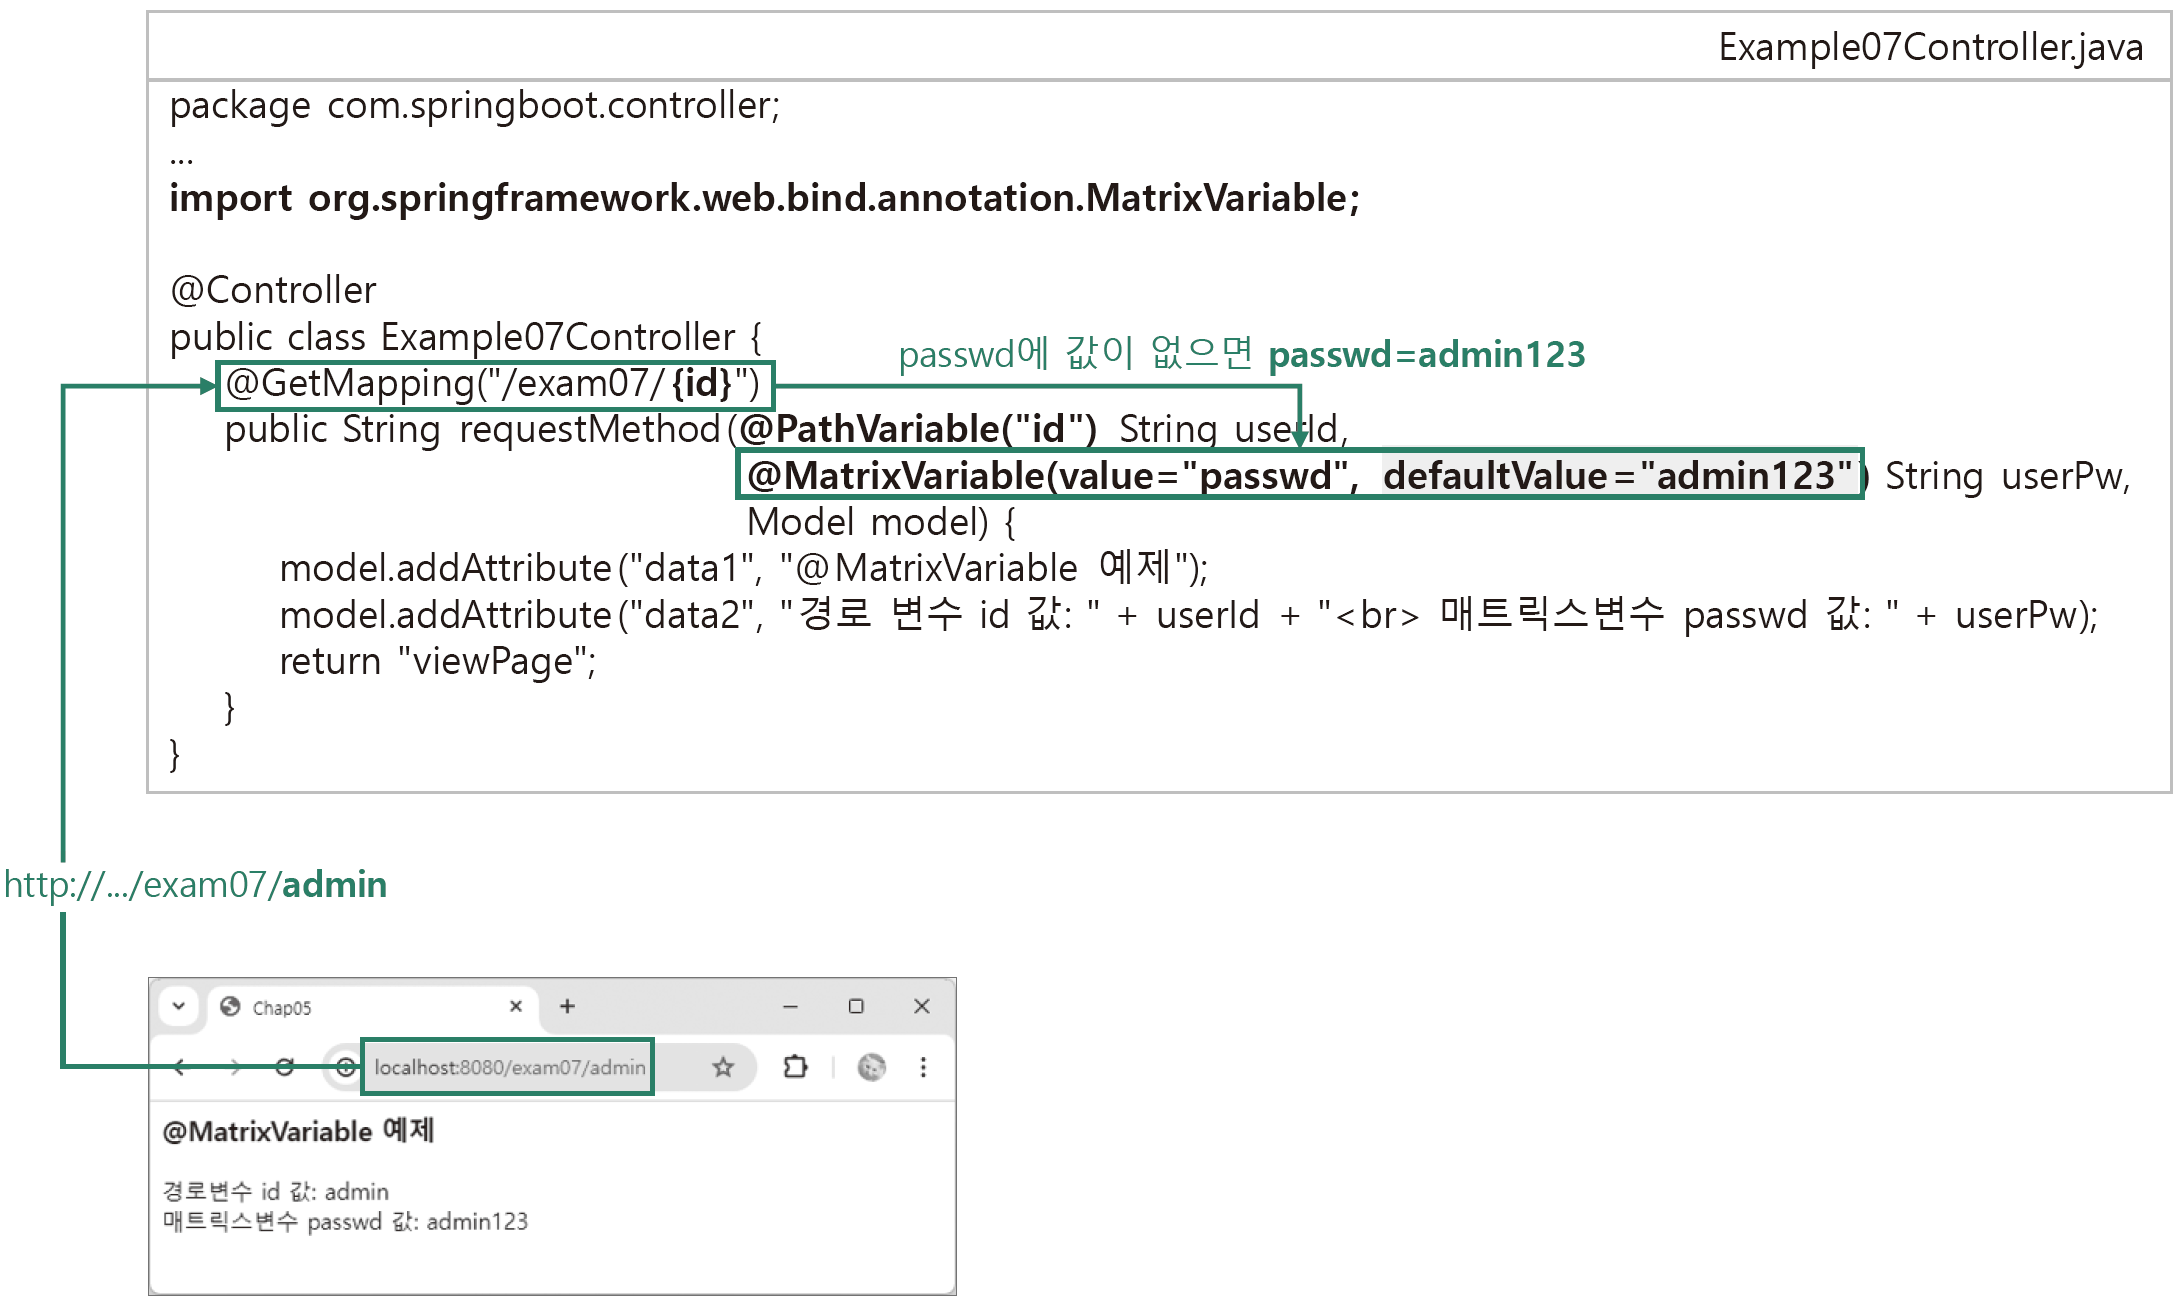 Example07Controller.java
package com.springboot.controller;
...
import org.springframework.web.bind.annotation.MatrixVariable;
@Controller
public class Example07Controller {
passwd에 값이 없으면 passwd=admin123
@GetMapping("/exam07/{id}")
public String requestMethod(@PathVariable("id") String userId,
@MatrixVariable(value="passwd", defaultValue="admin123") String userPw,
Model model) {
model.addAttribute("data1", "@MatrixVariable 예제");
model.addAttribute("data2", "경로 변수 id 값: " + userId + "<br> 매트릭스변수 passwd 값: " + userPw);
return "viewPage";
}
}
http://.../exam07/admin
Chap05
localhost:8080/exam07/admin
@MatrixVariable 예제
경로변수 id 값: admin
매트릭스변수 passwd 값: admin123